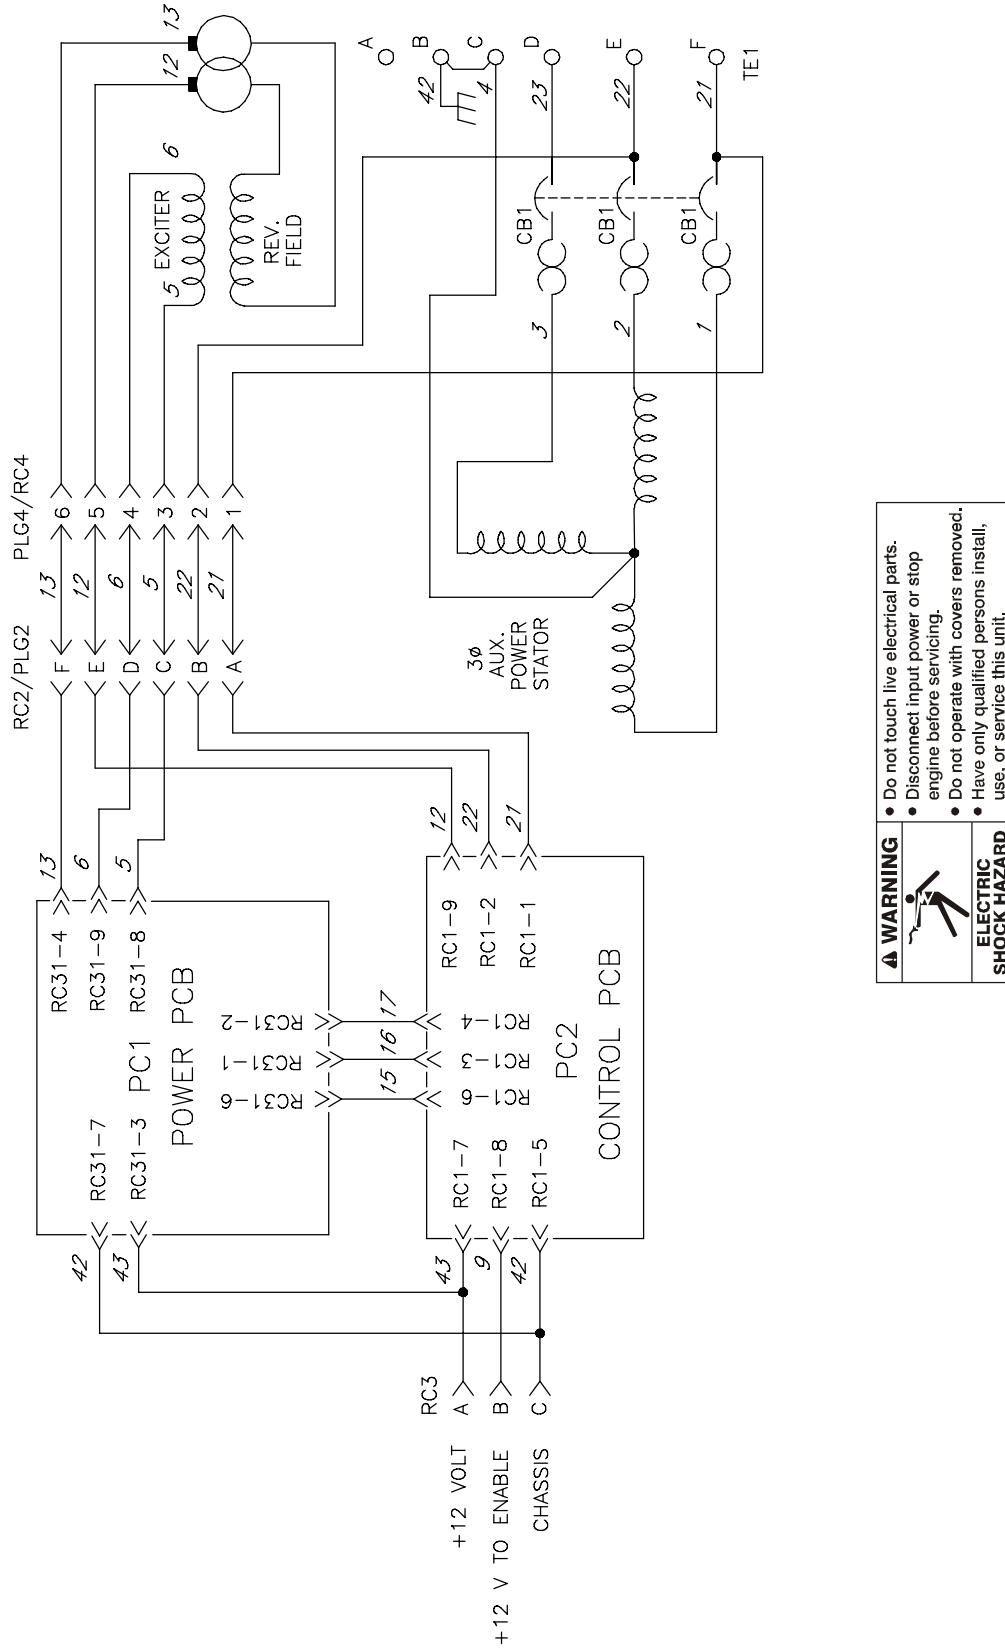 +12 VOLT
+12 V TO ENABLE
CHASSIS
RC3
A
B
C
43
9
42
42
43
RC31-7
RC31-3
RC1-7
RC1-8
RC1-5
PC1
POWER PCB
RC31-6
RC31-1
RC31-2
15
16
17
RC1-6
RC1-3
RC1-4
PC2
CONTROL PCB
RC31-4
RC31-9
RC31-8
RC1-9
RC1-2
RC1-1
13
6
5
12
22
21
RC2/PLG2
F
E
D
C
B
A
13
12
6
5
22
21
PLG4/RC4
6
5
4
3
2
1
3Ø
AUX.
POWER
STATOR
3
2
1
5
EXCITER
6
REV.
FIELD
12
13
CB1
CB1
CB1
42
4
23
22
21
A
B
C
D
E
F
TE1
⚠ WARNING
ELECTRIC
SHOCK HAZARD
● Do not touch live electrical parts.
● Disconnect input power or stop
engine before servicing.
● Do not operate with covers removed.
● Have only qualified persons install,
use, or service this unit.